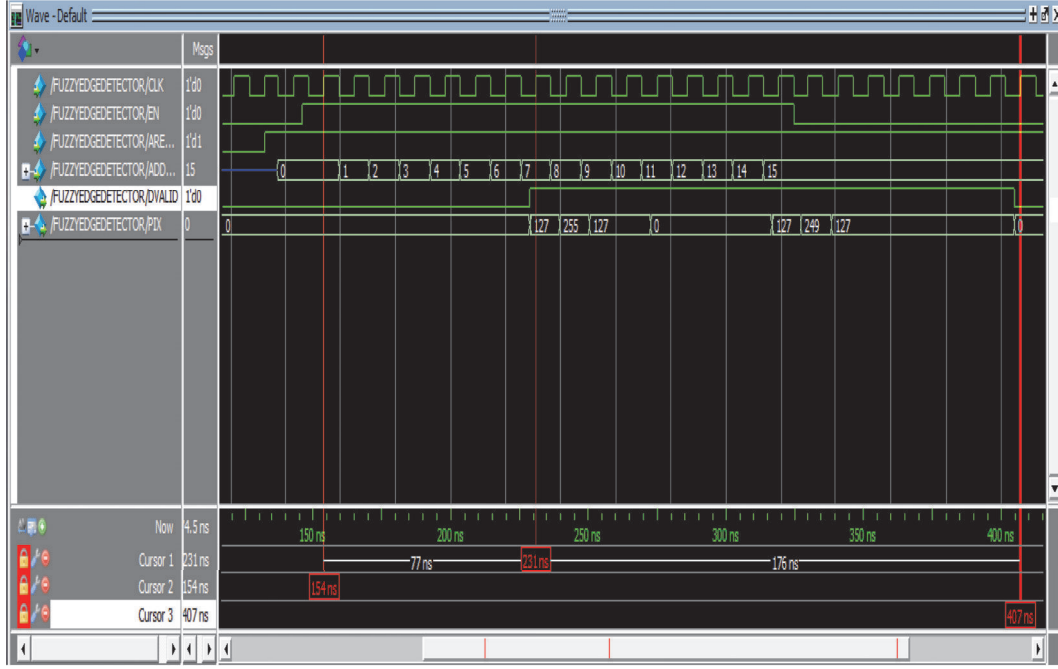 Wave - Default
Msgs
/FUZZYEDGEDETECTOR/CLK 1'd0
/FUZZYEDGEDETECTOR/EN 1'd0
/FUZZYEDGEDETECTOR/ARE... 1'd1
/FUZZYEDGEDETECTOR/ADD... 15 0 1 2 3 4 5 6 7 8 9 10 11 12 13 14 15
/FUZZYEDGEDETECTOR/DVALID 1'd0
/FUZZYEDGEDETECTOR/PIX 0 0 127 255 127 0 127 249 127 0
Now 4.5 ns 150 ns 200 ns 250 ns 300 ns 350 ns 400 ns
Cursor 1 231 ns 77 ns 231 ns 176 ns
Cursor 2 154 ns 154 ns
Cursor 3 407 ns 407 ns